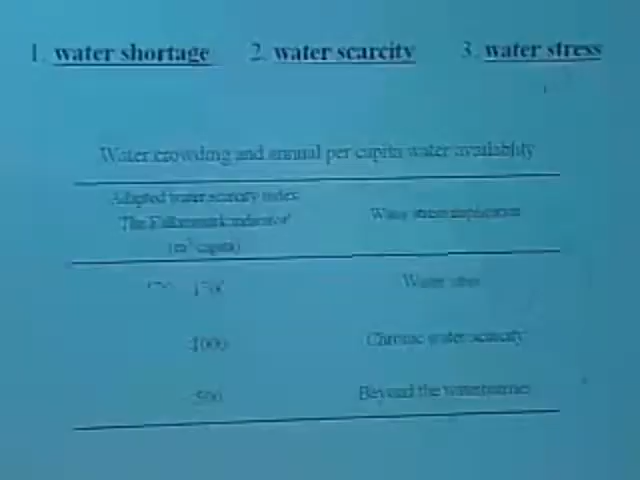 1. water shortage 2. water scarcity 3. water stress
Water crowding and annual per capita water availability
Adapted water scarcity index
'The Falkenmark indicator'
(m³ capita) Water stress implication
1700 Water stress
1000 Chronic water scarcity
500 Beyond the water barrier